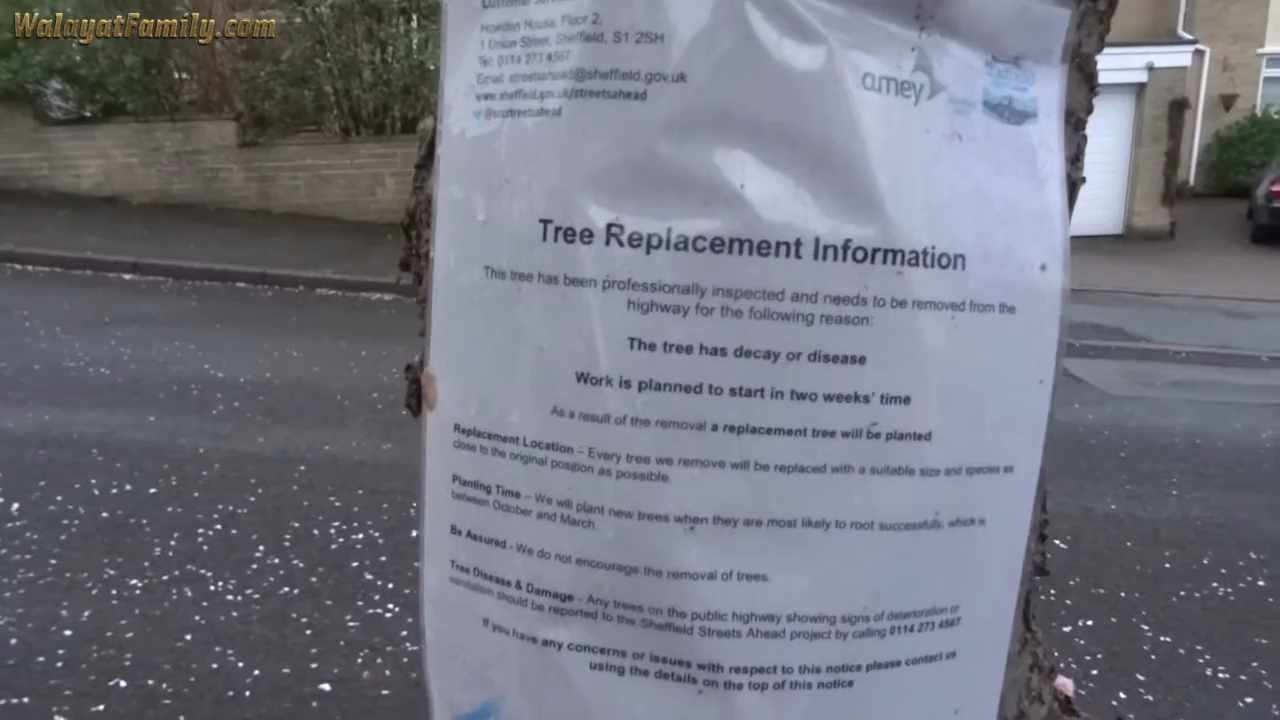 WalayatFamily.com
Howden House, Floor 2,
1 Union Street, Sheffield, S1 2SH
Tel: 0114 273 4567
Email: streetsahead@sheffield.gov.uk
www.sheffield.gov.uk/streetsahead
@sccstreetsahead
amey
Tree Replacement Information
This tree has been professionally inspected and needs to be removed from the
highway for the following reason:
The tree has decay or disease
Work is planned to start in two weeks' time
As a result of the removal a replacement tree will be planted
Replacement Location – Every tree we remove will be replaced with a suitable size and species as
close to the original position as possible.
Planting Time – We will plant new trees when they are most likely to root successfully, which is
between October and March.
Be Assured - We do not encourage the removal of trees.
Tree Disease & Damage - Any trees on the public highway showing signs of deterioration or
vandalism should be reported to the Sheffield Streets Ahead project by calling 0114 273 4567
If you have any concerns or issues with respect to this notice please contact us
using the details on the top of this notice